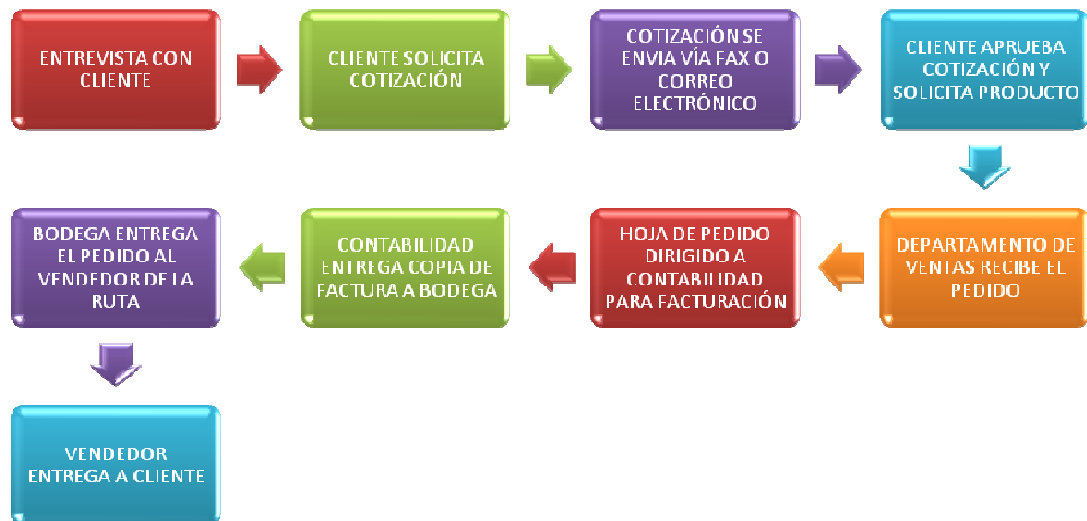 ENTREVISTA CON
CLIENTE
CLIENTE SOLICITA
COTIZACIÓN
COTIZACIÓN SE
ENVIA VÍA FAX O
CORREO
ELECTRÓNICO
CLIENTE APRUEBA
COTIZACIÓN Y
SOLICITA PRODUCTO
DEPARTAMENTO DE
VENTAS RECIBE EL
PEDIDO
HOJA DE PEDIDO
DIRIGIDO A
CONTABILIDAD
PARA FACTURACIÓN
CONTABILIDAD
ENTREGA COPIA DE
FACTURA A BODEGA
BODEGA ENTREGA
EL PEDIDO AL
VENDEDOR DE LA
RUTA
VENDEDOR
ENTREGA A CLIENTE